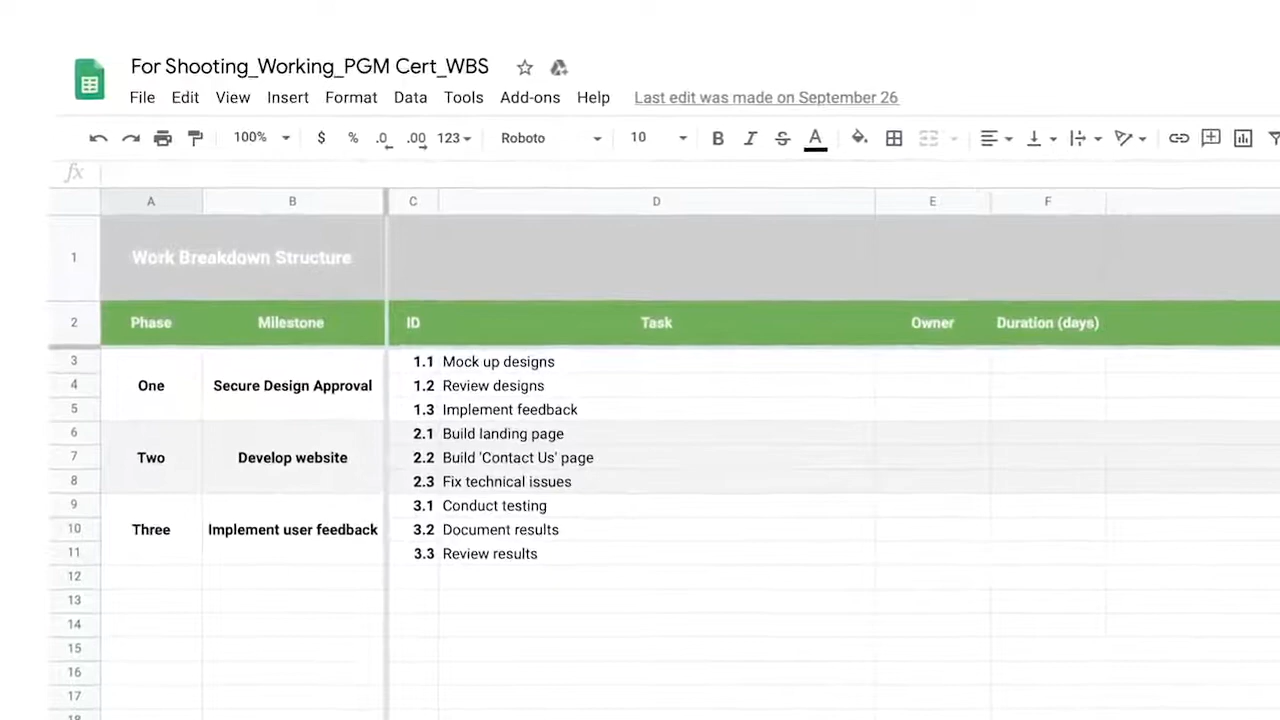 For Shooting_Working_PGM Cert_WBS
File Edit View Insert Format Data Tools Add-ons Help Last edit was made on September 26
100% $ % .0 .00 123 Roboto 10 B I S A
fx
A B C D E F
1 Work Breakdown Structure
2 Phase Milestone ID Task Owner Duration (days)
3 1.1 Mock up designs
4 One Secure Design Approval 1.2 Review designs
5 1.3 Implement feedback
6 2.1 Build landing page
7 Two Develop website 2.2 Build 'Contact Us' page
8 2.3 Fix technical issues
9 3.1 Conduct testing
10 Three Implement user feedback 3.2 Document results
11 3.3 Review results
12
13
14
15
16
17
18